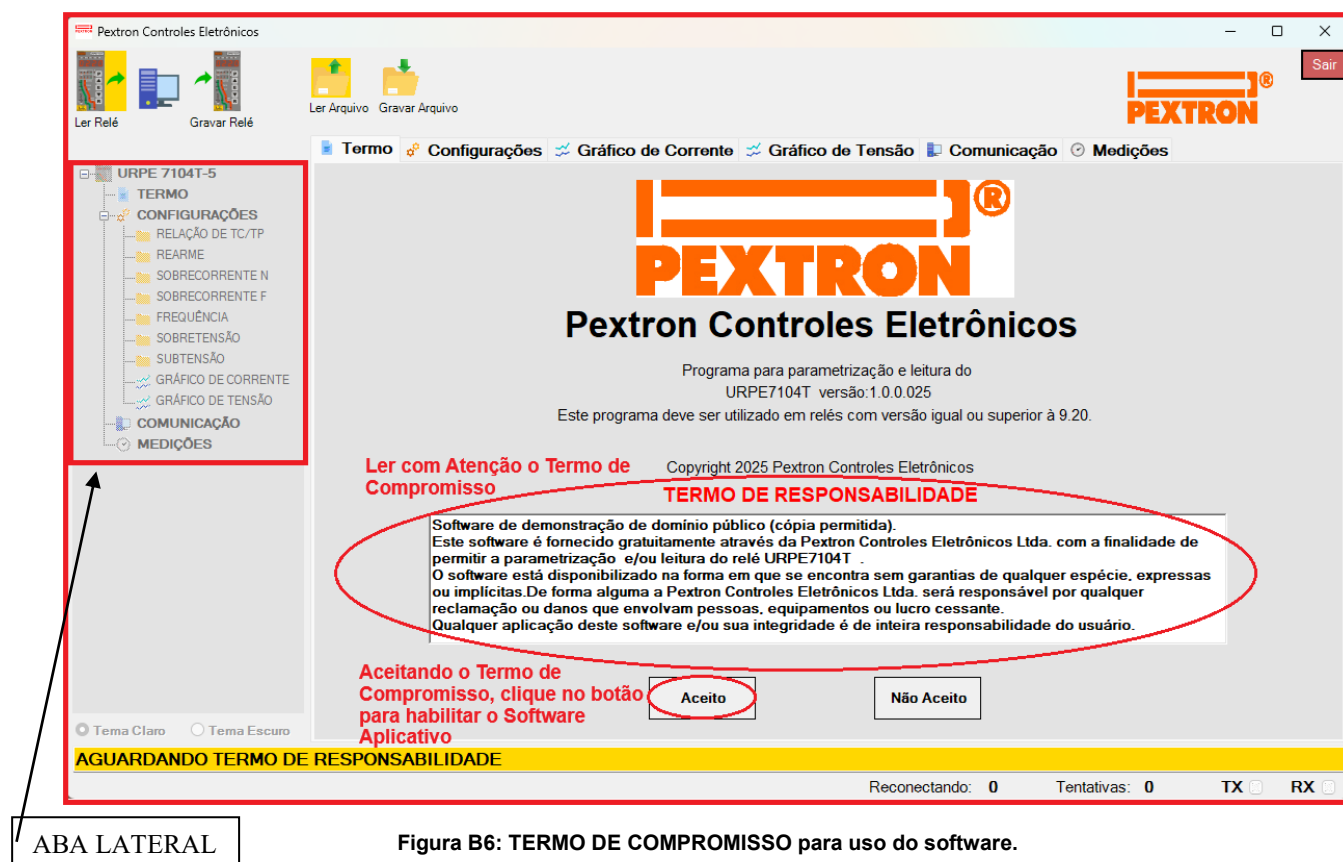 Pextron Controles Eletrônicos
Sair
Ler Relé
Gravar Relé
Ler Arquivo
Gravar Arquivo
PEXTRON®
Termo
Configurações
Gráfico de Corrente
Gráfico de Tensão
Comunicação
Medições
URPE 7104T-5
TERMO
CONFIGURAÇÕES
RELAÇÃO DE TC/TP
REARME
SOBRECORRENTE N
SOBRECORRENTE F
FREQUÊNCIA
SOBRETENSÃO
SUBTENSÃO
GRÁFICO DE CORRENTE
GRÁFICO DE TENSÃO
COMUNICAÇÃO
MEDIÇÕES
PEXTRON®
Pextron Controles Eletrônicos
Programa para parametrização e leitura do
URPE7104T versão:1.0.0.025
Este programa deve ser utilizado em relés com versão igual ou superior à 9.20.
Ler com Atenção o Termo de
Compromisso
Copyright 2025 Pextron Controles Eletrônicos
TERMO DE RESPONSABILIDADE
Software de demonstração de domínio público (cópia permitida).
Este software é fornecido gratuitamente através da Pextron Controles Eletrônicos Ltda. com a finalidade de
permitir a parametrização e/ou leitura do relé URPE7104T .
O software está disponibilizado na forma em que se encontra sem garantias de qualquer espécie, expressas
ou implícitas.De forma alguma a Pextron Controles Eletrônicos Ltda. será responsável por qualquer
reclamação ou danos que envolvam pessoas, equipamentos ou lucro cessante.
Qualquer aplicação deste software e/ou sua integridade é de inteira responsabilidade do usuário.
Aceitando o Termo de
Compromisso, clique no botão
para habilitar o Software
Aplicativo
Aceito
Não Aceito
Tema Claro
Tema Escuro
AGUARDANDO TERMO DE RESPONSABILIDADE
Reconectando: 0
Tentativas: 0
TX
RX
ABA LATERAL
Figura B6: TERMO DE COMPROMISSO para uso do software.